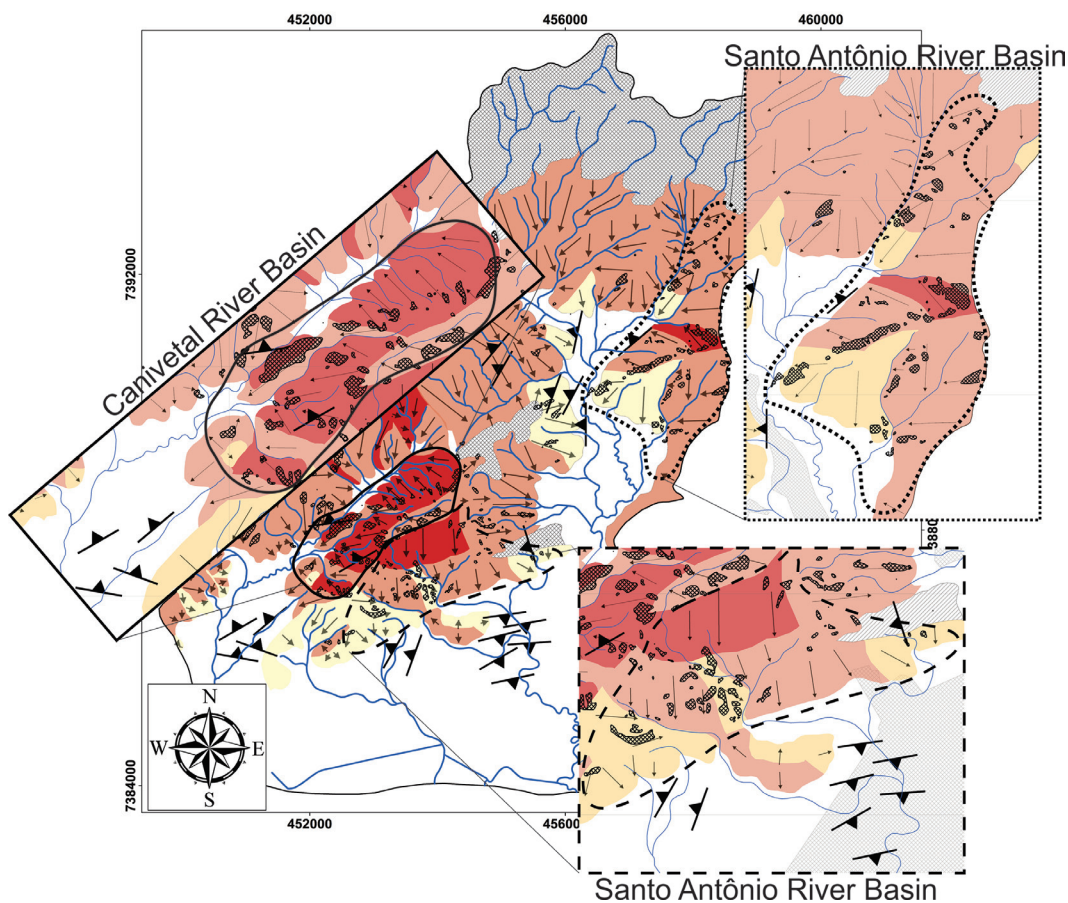 452000
456000
460000
Santo Antônio River Basin
Canivetal River Basin
7392000
7384000
N
W
E
S
452000
Santo Antônio River Basin